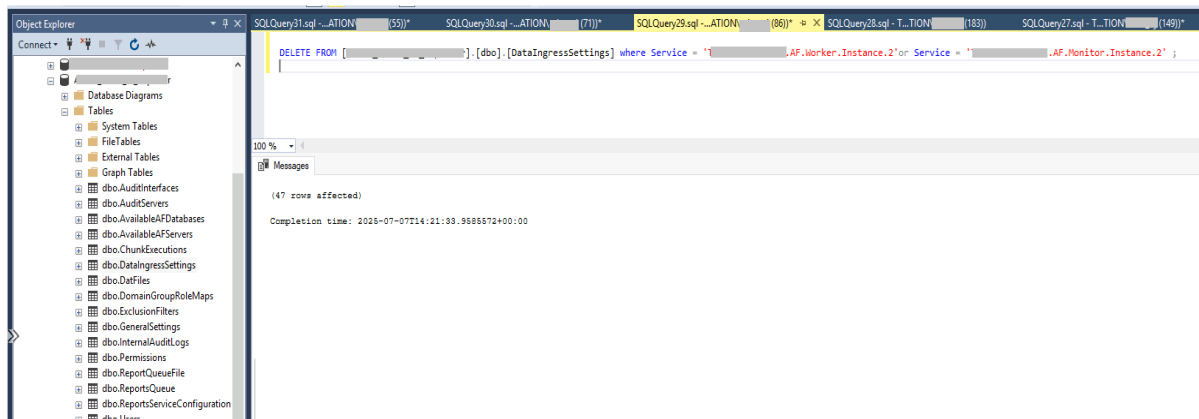 Object Explorer
SQLQuery31.sql -...ATION\ (55))*
SQLQuery30.sql -...ATION\ (71))*
SQLQuery29.sql -...ATION\ (86))*
SQLQuery28.sql - T...TION\ (183))
SQLQuery27.sql - T...TION\ (149))*
Connect
DELETE FROM [ ].[dbo].[DataIngressSettings] where Service = 'T .AF.Worker.Instance.2'or Service = 'T .AF.Monitor.Instance.2' ;
Database Diagrams
Tables
System Tables
FileTables
External Tables
Graph Tables
dbo.AuditInterfaces
dbo.AuditServers
dbo.AvailableAFDatabases
dbo.AvailableAFServers
dbo.ChunkExecutions
dbo.DataIngressSettings
dbo.DatFiles
dbo.DomainGroupRoleMaps
dbo.ExclusionFilters
dbo.GeneralSettings
dbo.InternalAuditLogs
dbo.Permissions
dbo.ReportQueueFile
dbo.ReportsQueue
dbo.ReportsServiceConfiguration
dbo.Users
100 %
Messages
(47 rows affected)
Completion time: 2025-07-07T14:21:33.9585572+00:00